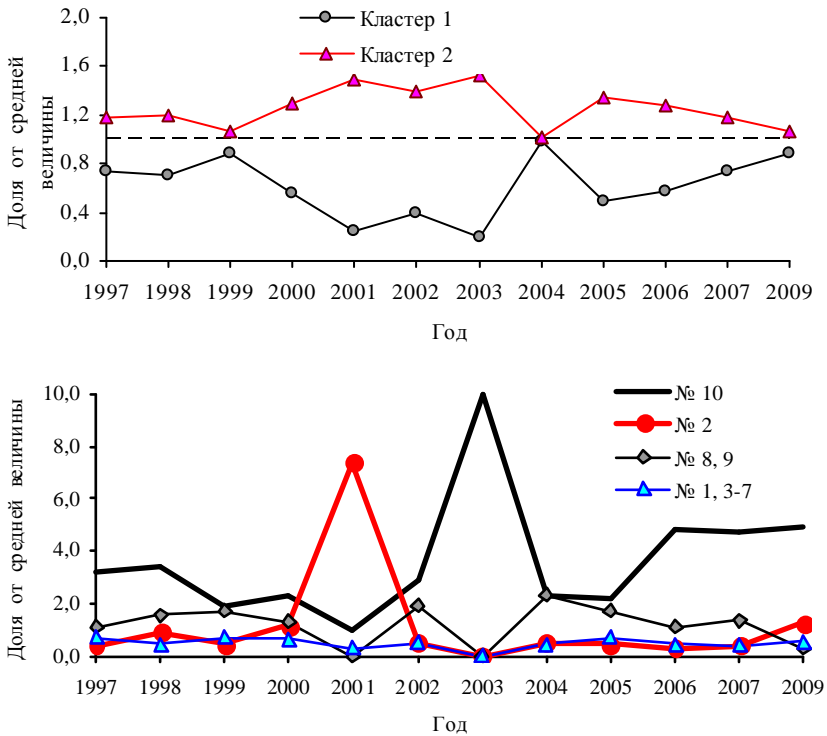 Кластер 1
Кластер 2
Доля от средней
величины
2,0
1,6
1,2
0,8
0,4
0,0
1997 1998 1999 2000 2001 2002 2003 2004 2005 2006 2007 2009
Год
№ 10
№ 2
№ 8, 9
№ 1, 3-7
Доля от средней величины
10,0
8,0
6,0
4,0
2,0
0,0
1997 1998 1999 2000 2001 2002 2003 2004 2005 2006 2007 2009
Год